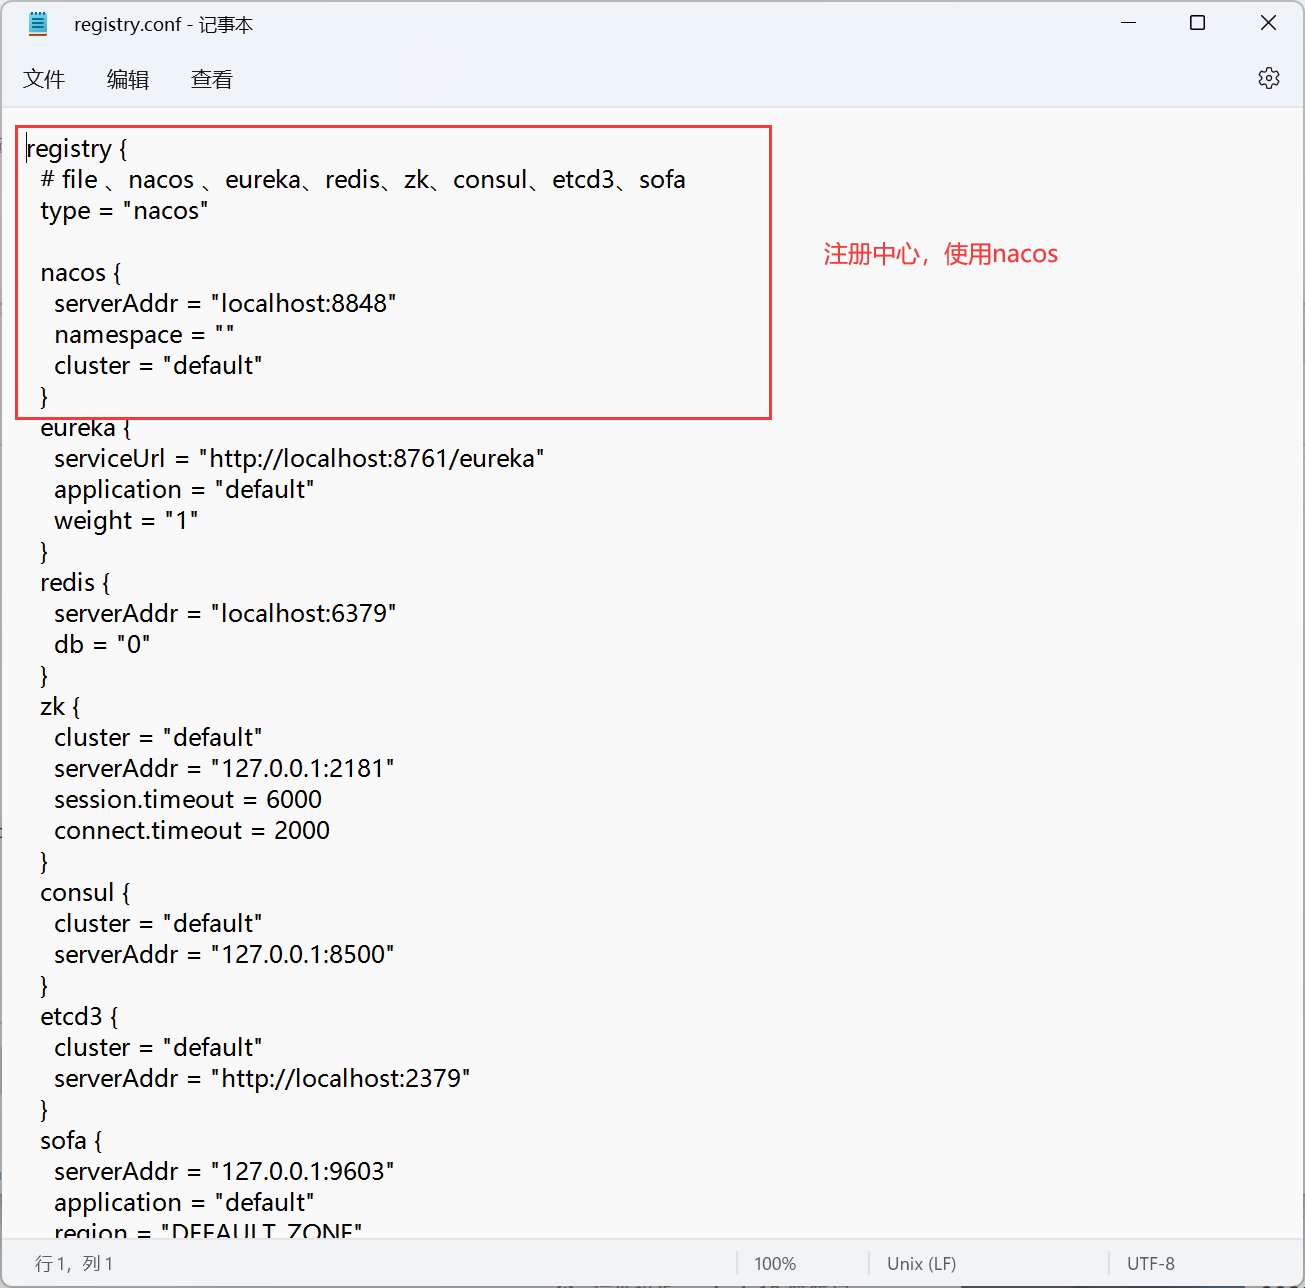 registry.conf - 记事本
文件 编辑 查看
registry {
# file 、nacos 、eureka、redis、zk、consul、etcd3、sofa
type = "nacos"
注册中心，使用nacos
nacos {
serverAddr = "localhost:8848"
namespace = ""
cluster = "default"
}
eureka {
serviceUrl = "http://localhost:8761/eureka"
application = "default"
weight = "1"
}
redis {
serverAddr = "localhost:6379"
db = "0"
}
zk {
cluster = "default"
serverAddr = "127.0.0.1:2181"
session.timeout = 6000
connect.timeout = 2000
}
consul {
cluster = "default"
serverAddr = "127.0.0.1:8500"
}
etcd3 {
cluster = "default"
serverAddr = "http://localhost:2379"
}
sofa {
serverAddr = "127.0.0.1:9603"
application = "default"
region = "DEFAULT_ZONE"
行 1，列 1 100% Unix (LF) UTF-8